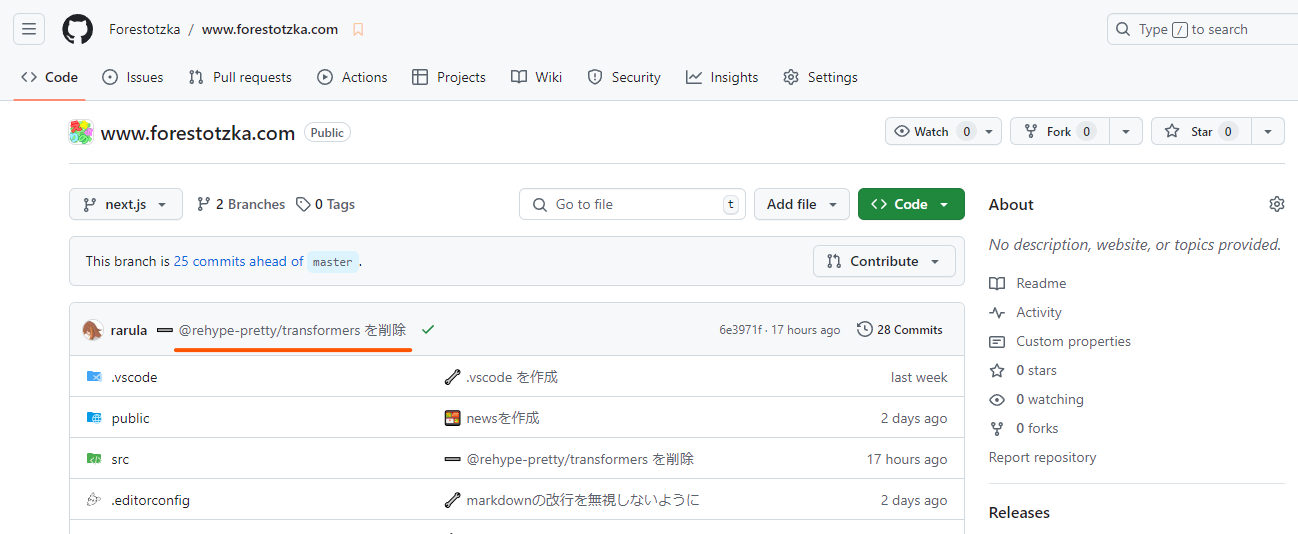 Forestotzka / www.forestotzka.com
Type / to search
Code Issues Pull requests Actions Projects Wiki Security Insights Settings
www.forestotzka.com Public
Watch 0 Fork 0 Star 0
next.js 2 Branches 0 Tags Go to file t Add file Code
About
No description, website, or topics provided.
Readme
Activity
Custom properties
0 stars
0 watching
0 forks
Report repository
Releases
This branch is 25 commits ahead of master .
Contribute
rarula @rehype-pretty/transformers を削除 6e3971f · 17 hours ago 28 Commits
.vscode .vscode を作成 last week
public newsを作成 2 days ago
src @rehype-pretty/transformers を削除 17 hours ago
.editorconfig markdownの改行を無視しないように 2 days ago